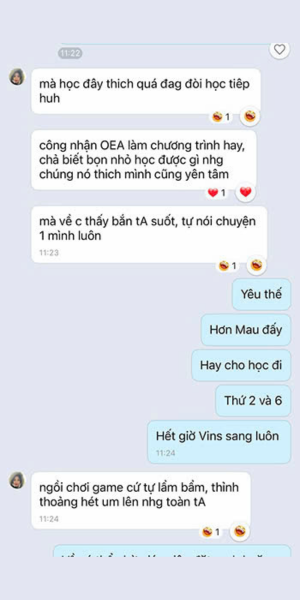 11:22
mà học đây thich quá đag đòi học tiếp
huh
1
công nhận OEA làm chương trình hay,
chả biết bọn nhỏ học được gì nhg
chúng nó thích mình cũng yên tâm
1
mà về c thấy bắn tA suốt, tự nói chuyện
1 mình luôn
11:23
1
Yêu thế
Hơn Mau đấy
Hay cho học đi
Thứ 2 và 6
Hết giờ Vins sang luôn
11:24
ngồi chơi game cứ tự lẩm bẩm, thỉnh
thoảng hét um lên nhg toàn tA
11:24
1